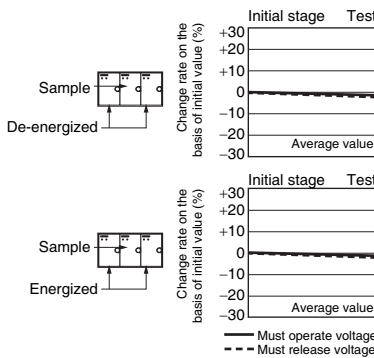 Initial stage Test
Change rate on the
basis of initial value (%)
+30
+20
+10
0
−10
−20
−30
Sample
De-energized
Average value
Initial stage Test
Change rate on the
basis of initial value (%)
+30
+20
+10
0
−10
−20
−30
Sample
Energized
Average value
Must operate voltage
Must release voltage